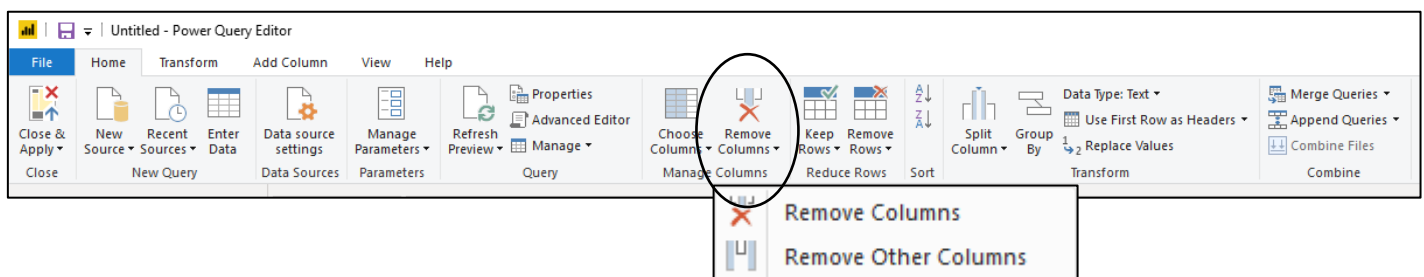 Untitled - Power Query Editor
File Home Transform Add Column View Help
Close & Apply
New Source
Recent Sources
Enter Data
Data source settings
Manage Parameters
Refresh Preview
Properties
Advanced Editor
Manage
Choose Columns
Remove Columns
Keep Rows
Remove Rows
A Z
Z A
Split Column
Group By
Data Type: Text
Use First Row as Headers
1 2 Replace Values
Merge Queries
Append Queries
Combine Files
Close New Query Data Sources Parameters Query Manage Columns Reduce Rows Sort Transform Combine
Remove Columns
Remove Other Columns